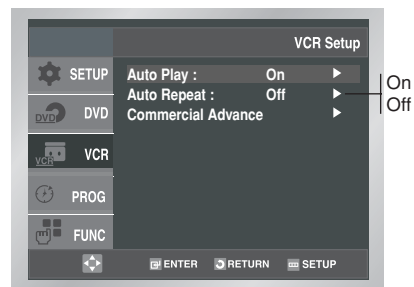 VCR Setup
SETUP
DVD DVD
VCR VCR
PROG
FUNC
Auto Play : On ▶
Auto Repeat : Off ▶
Commercial Advance ▶
On
Off
ENTER RETURN SETUP